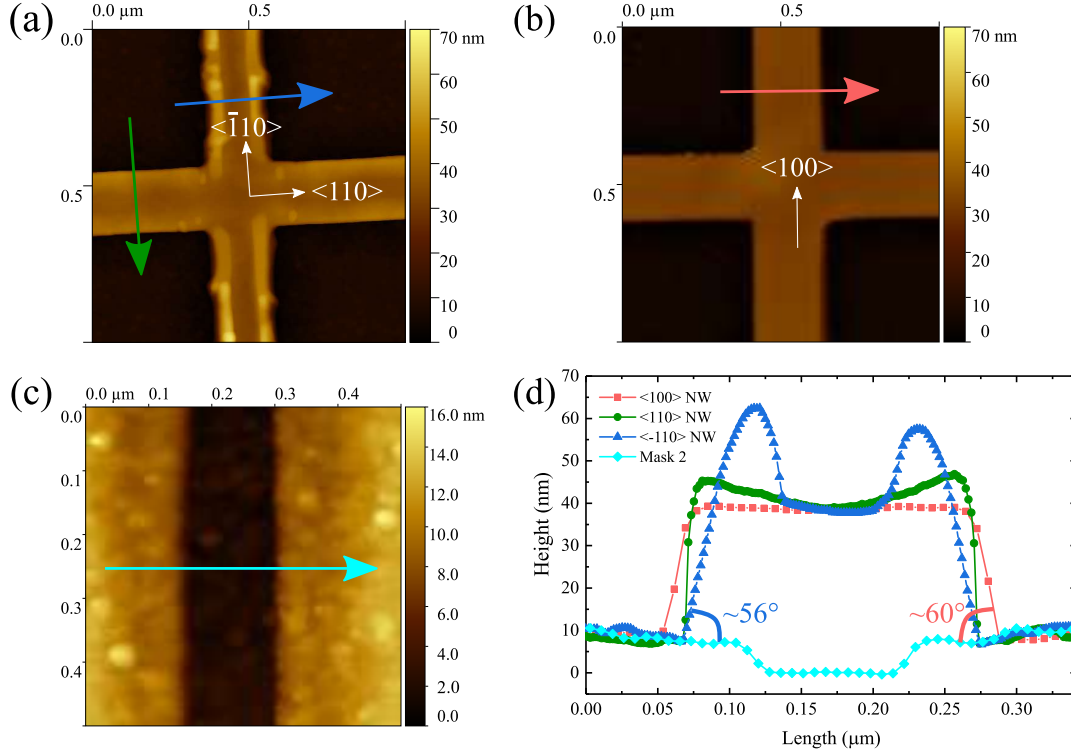 (a)
0.0 µm 0.5
0.0
0.5
<1̄10>
<110>
70 nm
60
50
40
30
20
10
0
(b)
0.0 µm 0.5
0.0
0.5
<100>
70 nm
60
50
40
30
20
10
0
(c)
0.0 µm 0.1 0.2 0.3 0.4
0.0
0.1
0.2
0.3
0.4
16.0 nm
14.0
12.0
10.0
8.0
6.0
4.0
2.0
0.0
(d)
70
60
50
40
30
20
10
0
Height (nm)
<100> NW
<110> NW
<-110> NW
Mask 2
~56°
~60°
0.00 0.05 0.10 0.15 0.20 0.25 0.30
Length (µm)